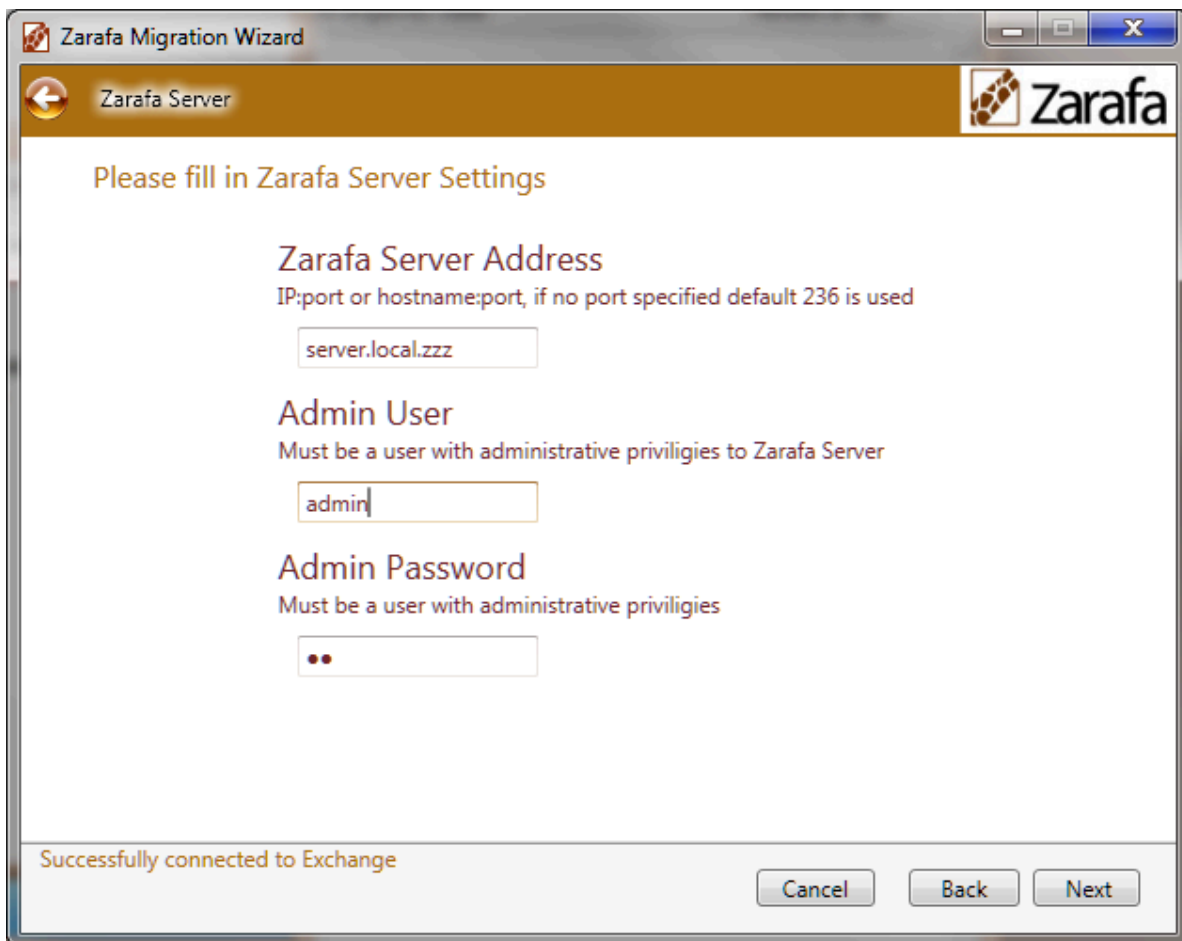 Zarafa Migration Wizard
Zarafa Server
Zarafa
Please fill in Zarafa Server Settings
Zarafa Server Address
IP:port or hostname:port, if no port specified default 236 is used
server.local.zzz
Admin User
Must be a user with administrative priviligies to Zarafa Server
admin
Admin Password
Must be a user with administrative priviligies
••
Successfully connected to Exchange
Cancel
Back
Next